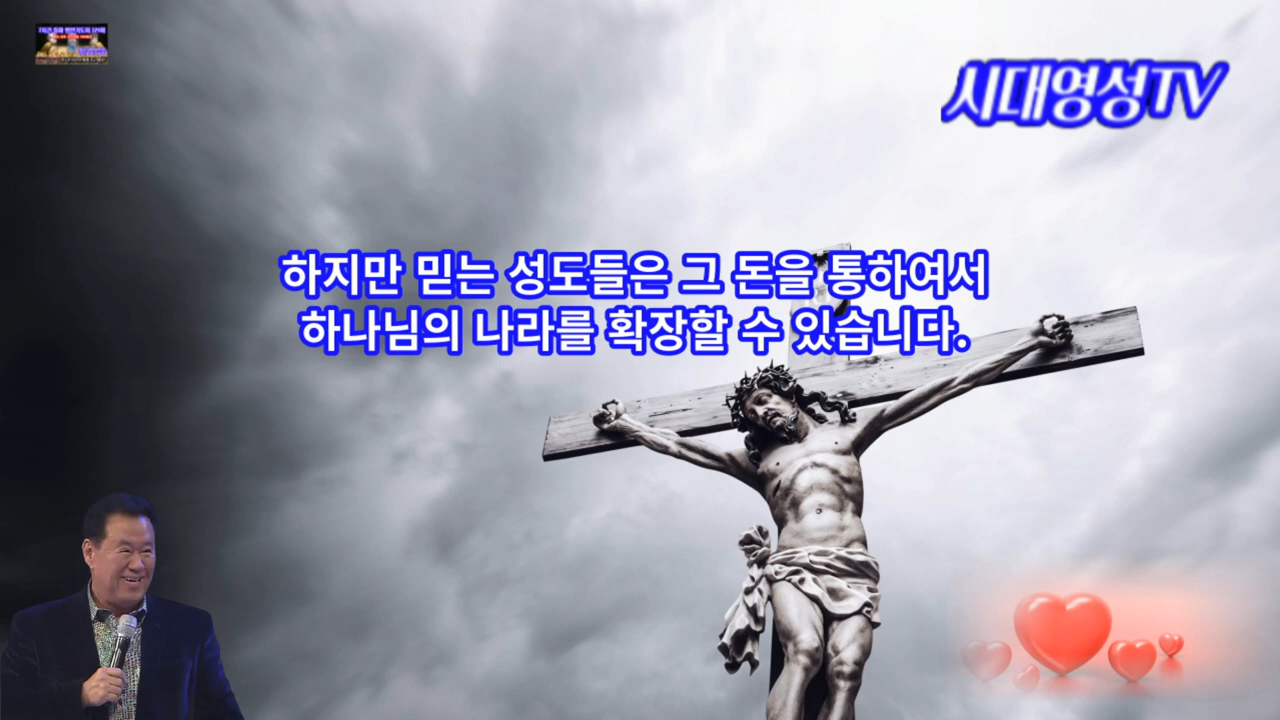 시대영성TV
하지만 믿는 성도들은 그 돈을 통하여서
하나님의 나라를 확장할 수 있습니다.